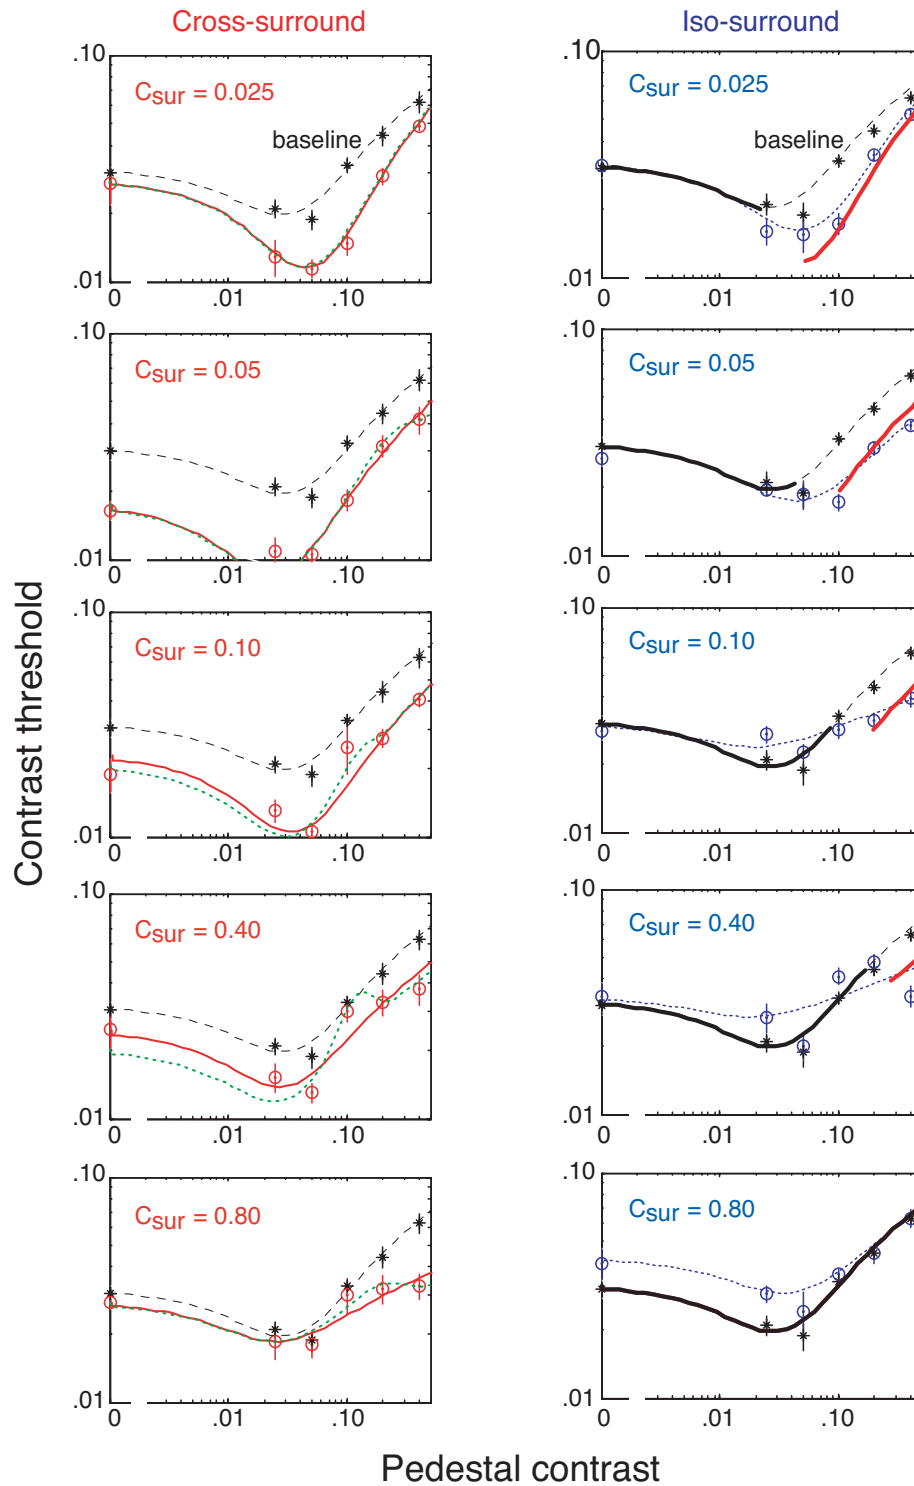 Cross-surround
Iso-surround
.10
Csur = 0.025
baseline
.01
0 .01 .10
.10
Csur = 0.025
baseline
.01
0 .01 .10
.10
Csur = 0.05
.01
0 .01 .10
.10
Csur = 0.05
.01
0 .01 .10
Contrast threshold
.10
Csur = 0.10
.01
0 .01 .10
.10
Csur = 0.10
.01
0 .01 .10
.10
Csur = 0.40
.01
0 .01 .10
.10
Csur = 0.40
.01
0 .01 .10
.10
Csur = 0.80
.01
0 .01 .10
.10
Csur = 0.80
.01
0 .01 .10
Pedestal contrast